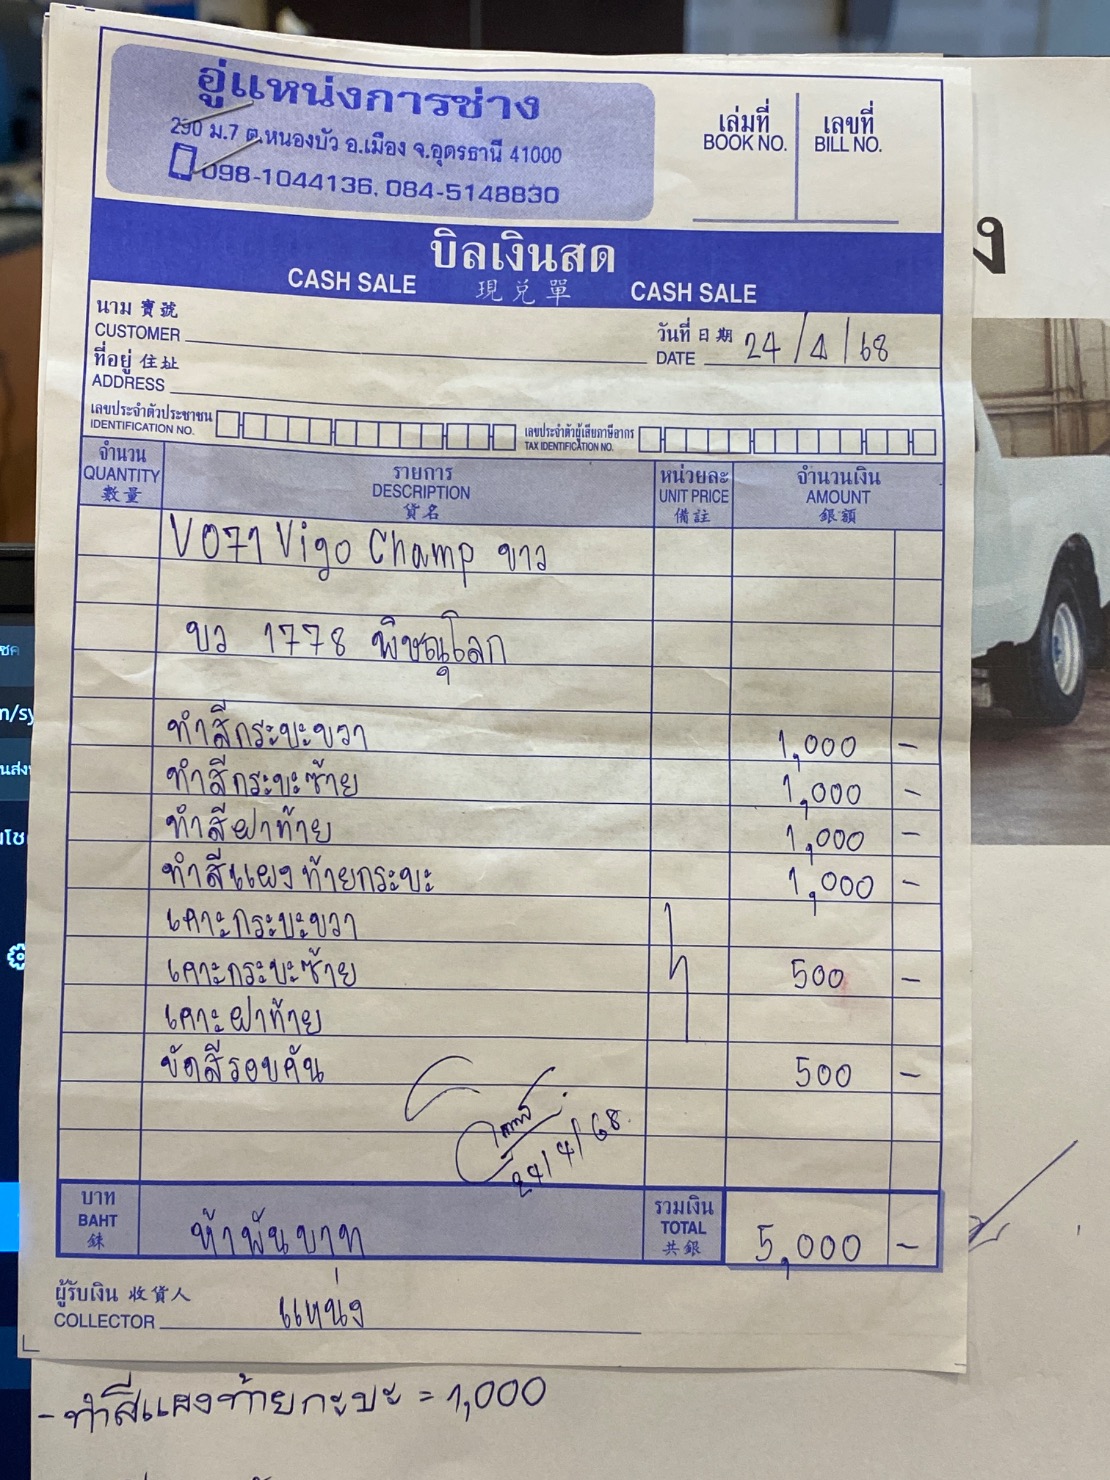 อู่แหน่งการช่าง
290 ม.7 ต.หนองบัว อ.เมือง จ.อุดรธานี 41000
098-1044136, 084-5148830
เล่มที่ เลขที่
BOOK NO. BILL NO.
บิลเงินสด
CASH SALE 現兌單 CASH SALE
นาม 寶號
CUSTOMER
วันที่ 日期
DATE 24/4/68
ที่อยู่ 住址
ADDRESS
เลขประจำตัวประชาชน
IDENTIFICATION NO.
เลขประจำตัวผู้เสียภาษีอากร
TAX IDENTIFICATION NO.
จำนวน รายการ หน่วยละ จำนวนเงิน
QUANTITY DESCRIPTION UNIT PRICE AMOUNT
數量 貨名 備註 銀額
V071 Vigo Champ ขาว
บว 1778 พิษณุโลก
ทำสีกระบะขวา 1,000 -
ทำสีกระบะซ้าย 1,000 -
ทำสีฝาท้าย 1,000 -
ทำสีแผงท้ายกระบะ 1,000 -
เคาะกระบะขวา
เคาะกระบะซ้าย 500 -
เคาะฝาท้าย
ขัดสีรอบคัน 500 -
24/4/68.
บาท
BAHT
銖
ห้าพันบาท
รวมเงิน
TOTAL
共銀
5,000 -
ผู้รับเงิน 收貨人
COLLECTOR แหน่ง
- ทำสีแผงท้ายกะบะ = 1,000